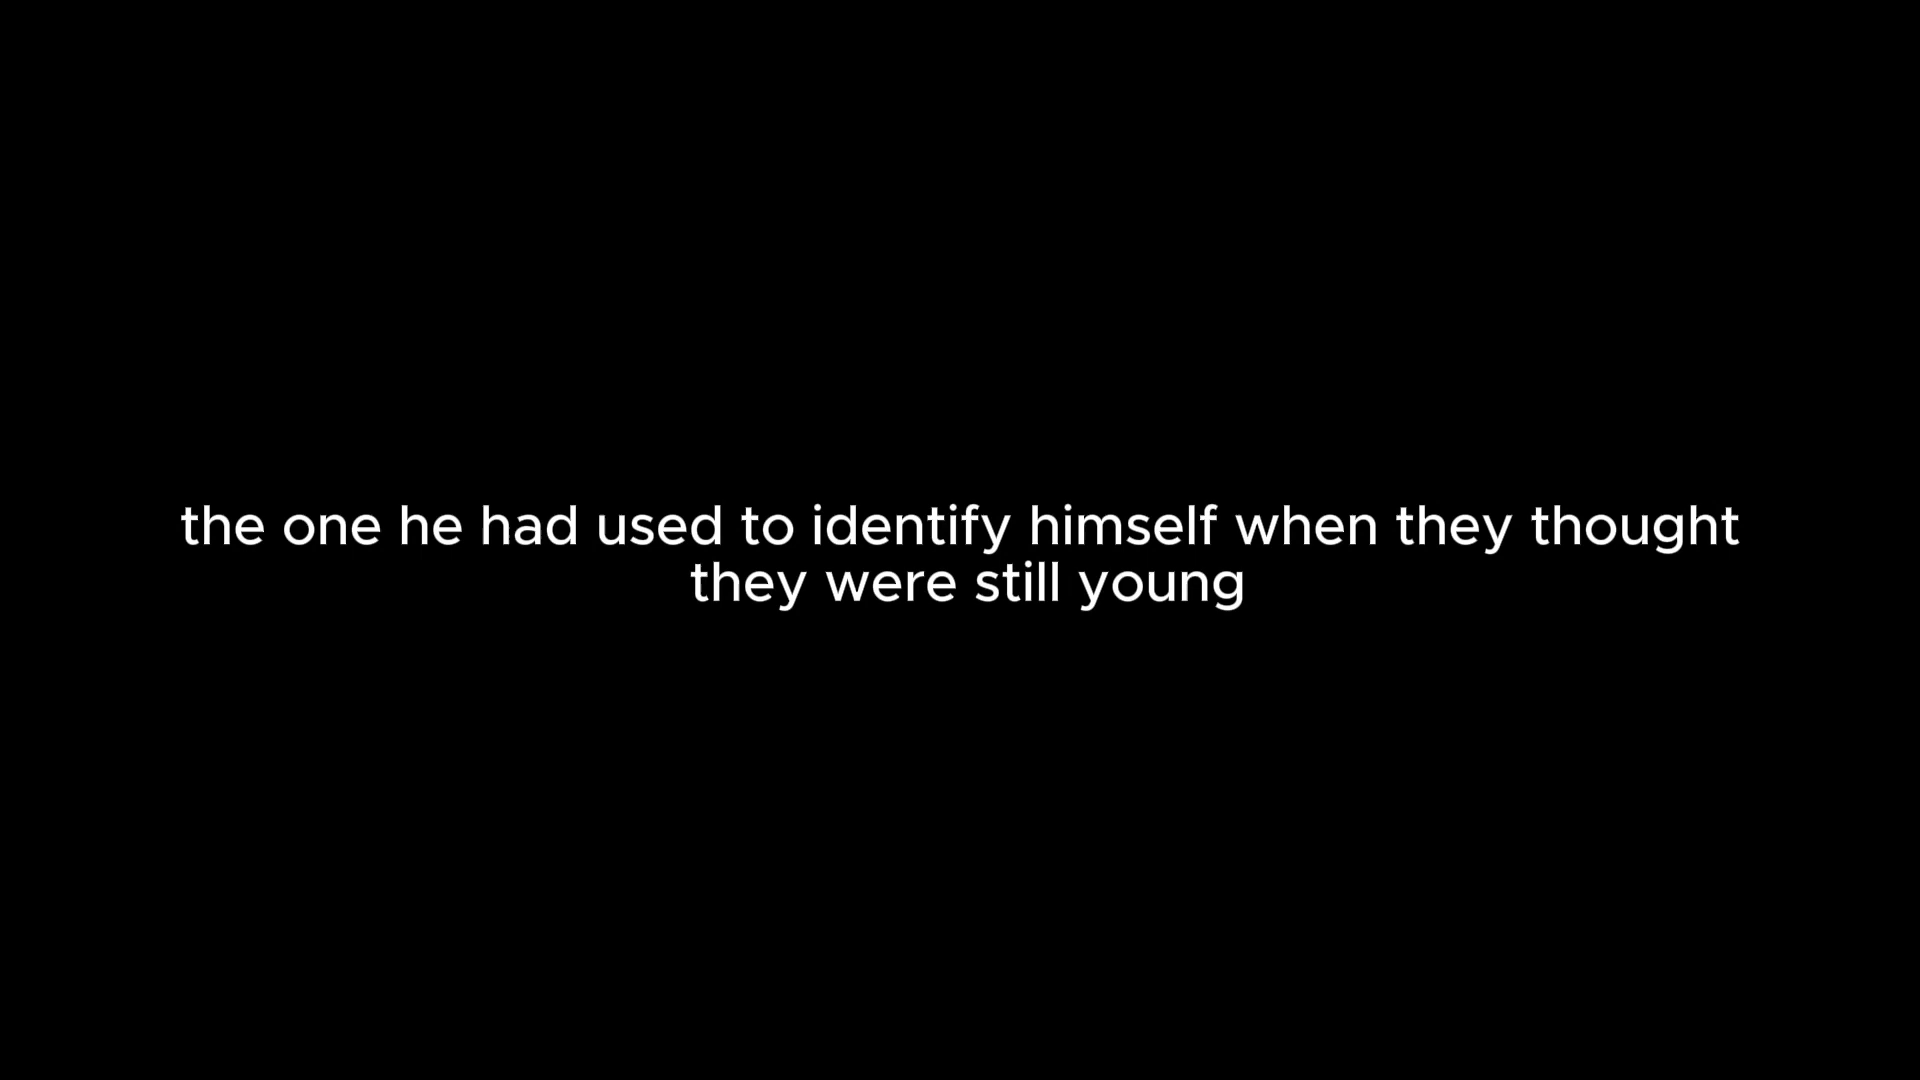 the one he had used to identify himself when they thought
they were still young